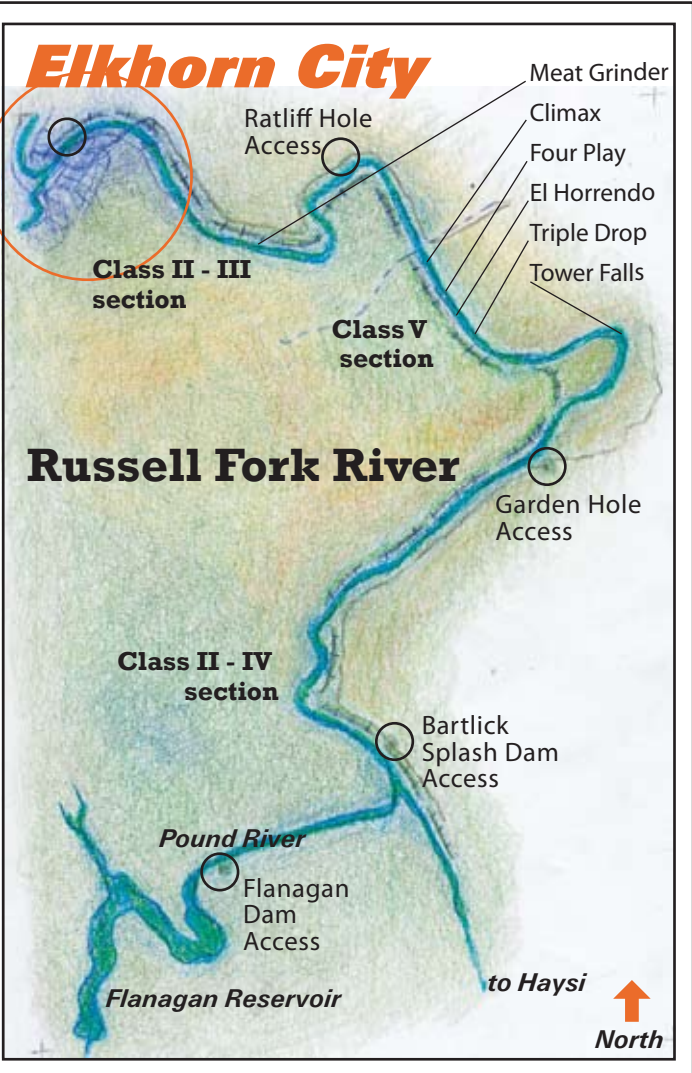 Elkhorn City
Meat Grinder
Ratliff Hole
Access
Climax
Four Play
El Horrendo
Triple Drop
Tower Falls
Class II - III
section
Class V
section
Russell Fork River
Garden Hole
Access
Class II - IV
section
Bartlick
Splash Dam
Access
Pound River
Flanagan
Dam
Access
Flanagan Reservoir
to Haysi
North